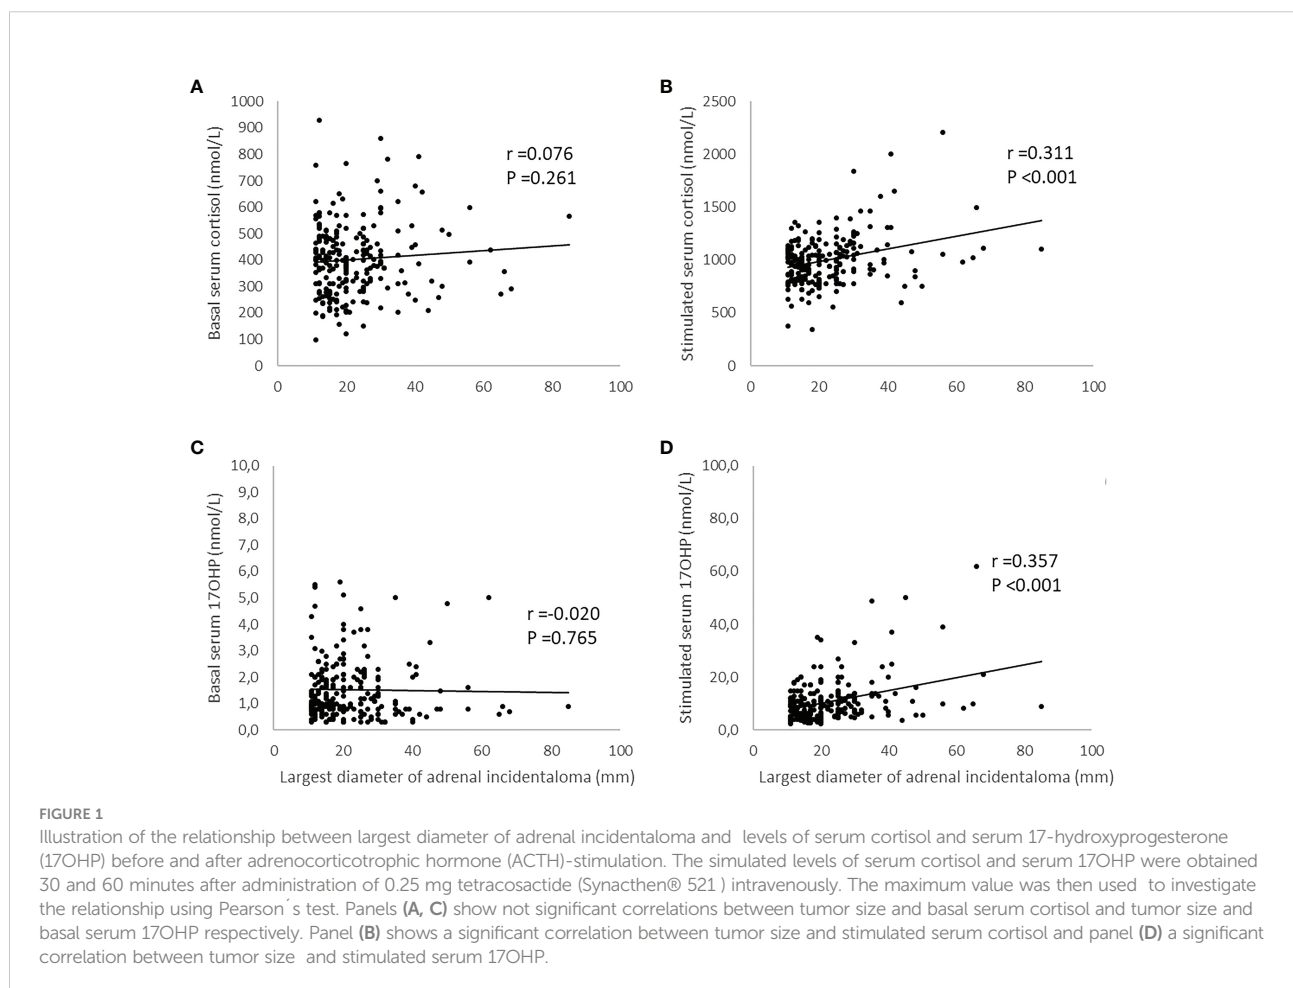 A
Basal serum cortisol (nmol/L)
1000
900
800
700
600
500
400
300
200
100
0
r =0.076
P =0.261
0 20 40 60 80 100
B
Stimulated serum cortisol (nmol/L)
2500
2000
1500
1000
500
0
r =0.311
P <0.001
0 20 40 60 80 100
C
Basal serum 17OHP (nmol/L)
10,0
9,0
8,0
7,0
6,0
5,0
4,0
3,0
2,0
1,0
0,0
r =-0.020
P =0.765
0 20 40 60 80 100
Largest diameter of adrenal incidentaloma (mm)
D
Stimulated serum 17OHP (nmol/L)
100,0
80,0
60,0
40,0
20,0
0,0
r =0.357
P <0.001
0 20 40 60 80 100
Largest diameter of adrenal incidentaloma (mm)
FIGURE 1
Illustration of the relationship between largest diameter of adrenal incidentaloma and levels of serum cortisol and serum 17-hydroxyprogesterone
(17OHP) before and after adrenocorticotrophic hormone (ACTH)-stimulation. The simulated levels of serum cortisol and serum 17OHP were obtained
30 and 60 minutes after administration of 0.25 mg tetracosactide (Synacthen® 521 ) intravenously. The maximum value was then used to investigate
the relationship using Pearson´s test. Panels (A, C) show not significant correlations between tumor size and basal serum cortisol and tumor size and
basal serum 17OHP respectively. Panel (B) shows a significant correlation between tumor size and stimulated serum cortisol and panel (D) a significant
correlation between tumor size and stimulated serum 17OHP.